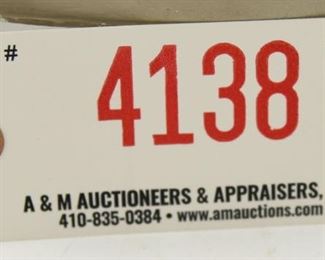 # 4138
A & M AUCTIONEERS & APPRAISERS,
410-835-0384 • www.amauctions.com